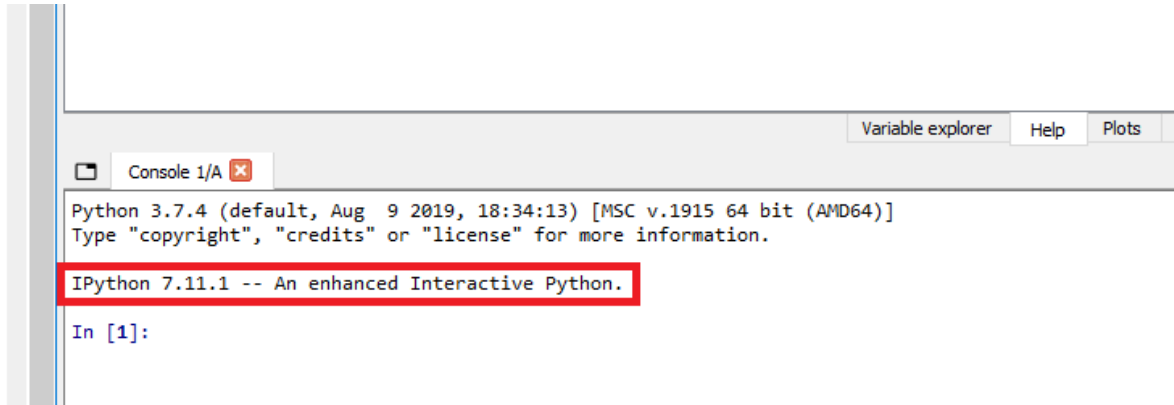 Variable explorer Help Plots
Console 1/A
Python 3.7.4 (default, Aug  9 2019, 18:34:13) [MSC v.1915 64 bit (AMD64)]
Type "copyright", "credits" or "license" for more information.
IPython 7.11.1 -- An enhanced Interactive Python.
In [1]: